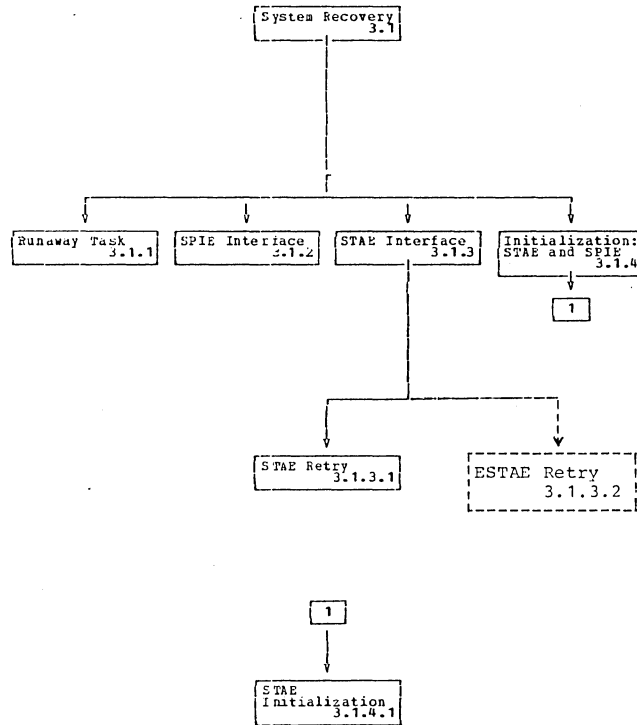 System Recovery
3.1
Runaway Task
3.1.1
SPIE Interface
3.1.2
STAE Interface
3.1.3
Initialization:
STAE and SPIE
3.1.4
1
STAE Retry
3.1.3.1
ESTAE Retry
3.1.3.2
1
STAE
Initialization
3.1.4.1